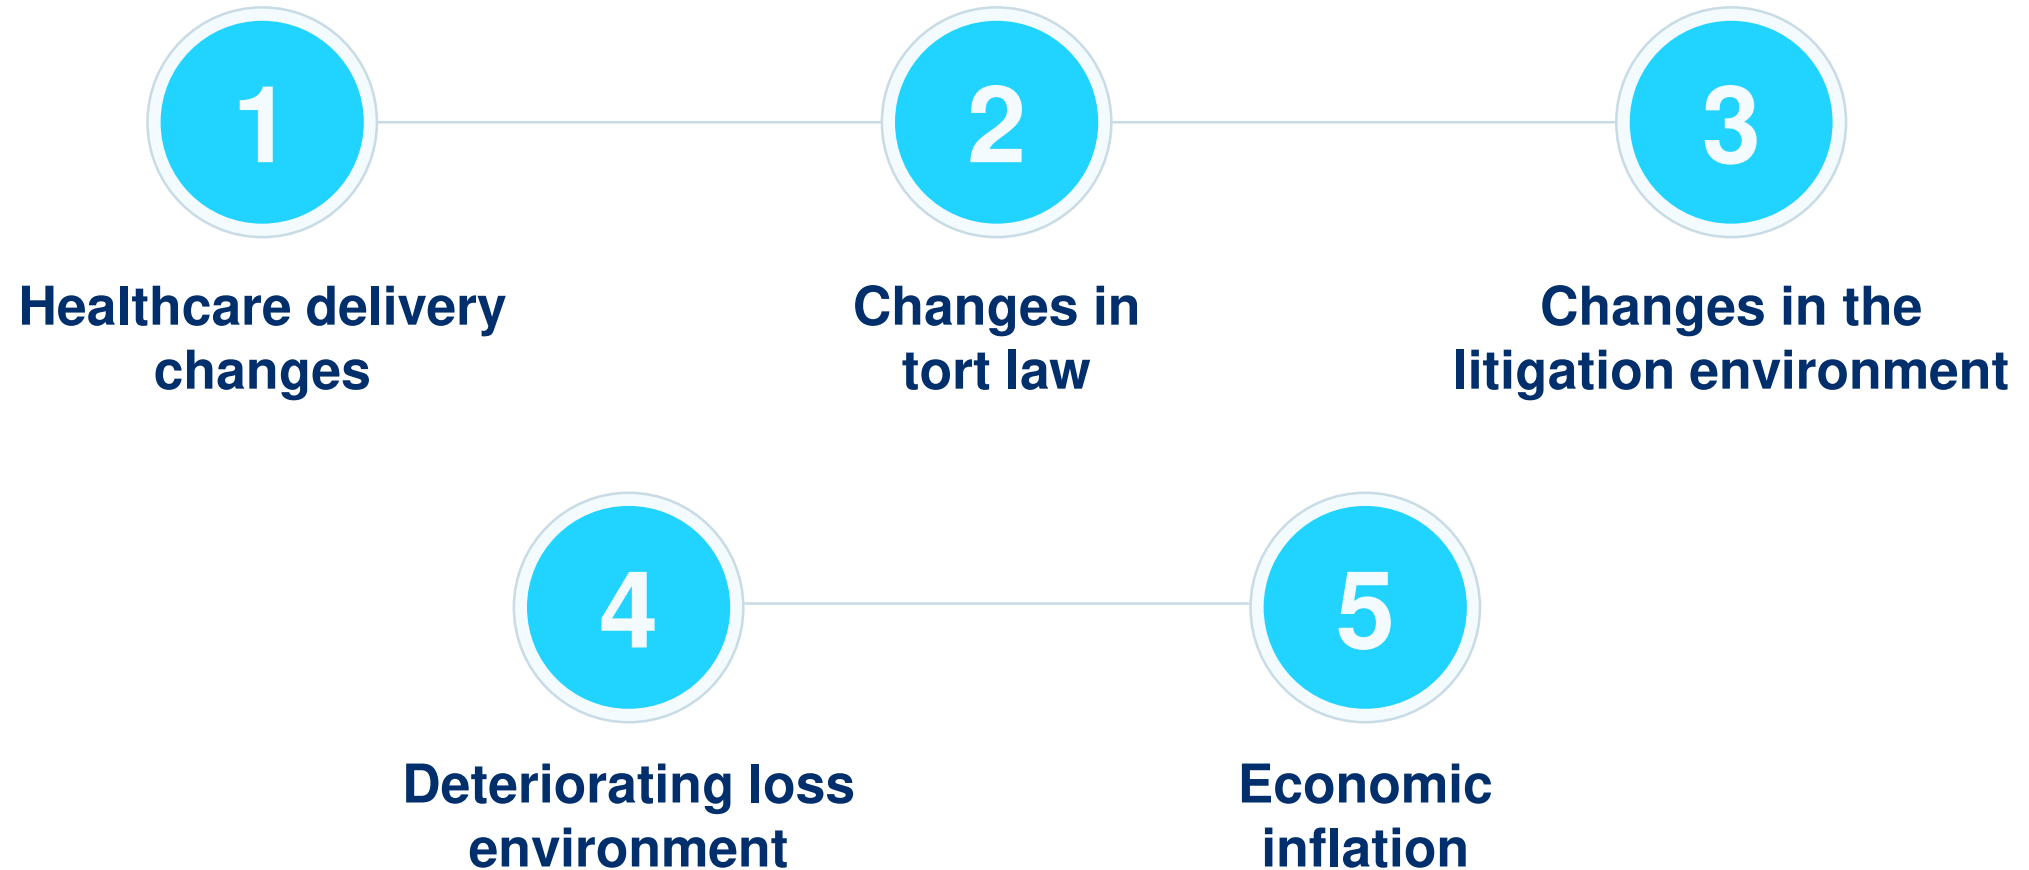 1
2
3
Healthcare delivery
changes
Changes in
tort law
Changes in the
litigation environment
4
5
Deteriorating loss
environment
Economic
inflation